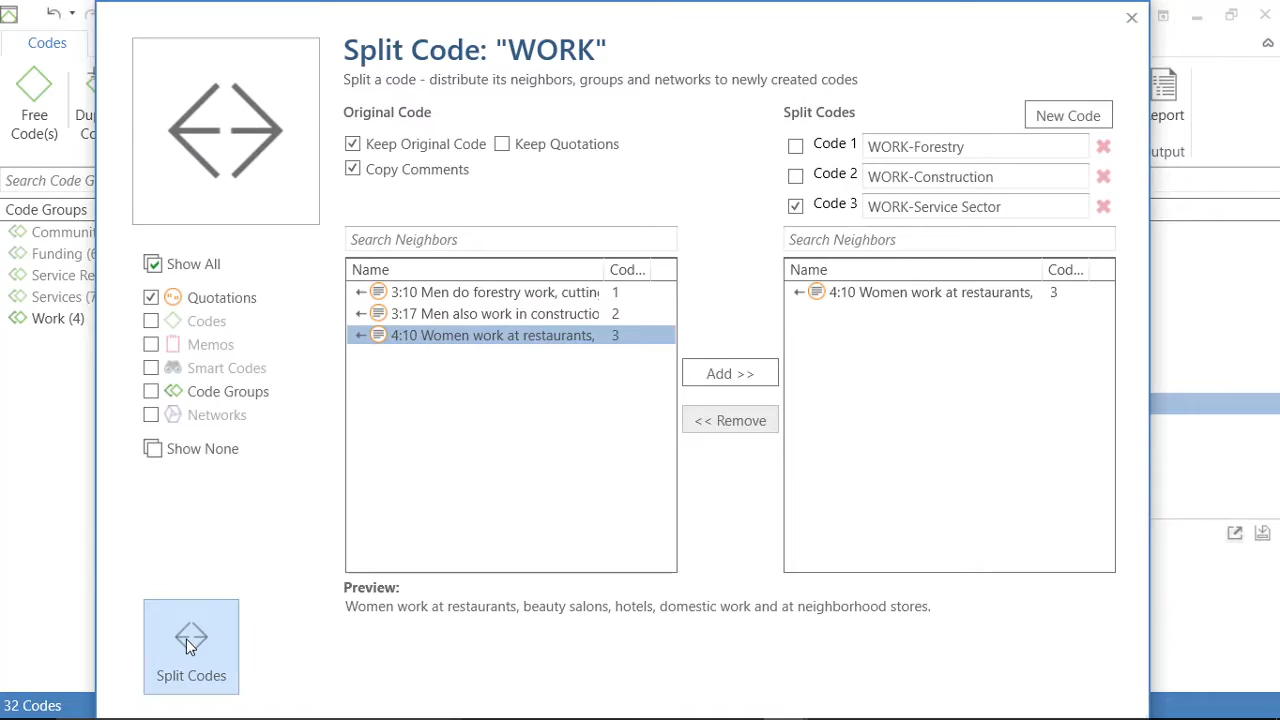 Codes
Free
Code(s)
Search Code G
Code Groups
Communit
Funding (6
Service Re
Services (7
Work (4)
32 Codes
Split Code: "WORK"
Split a code - distribute its neighbors, groups and networks to newly created codes
Original Code
Keep Original Code
Keep Quotations
Copy Comments
Split Codes
New Code
Code 1
WORK-Forestry
Code 2
WORK-Construction
Code 3
WORK-Service Sector
Show All
Quotations
Codes
Memos
Smart Codes
Code Groups
Networks
Show None
Search Neighbors
Name Cod...
3:10 Men do forestry work, cutting 1
3:17 Men also work in constructio 2
4:10 Women work at restaurants, 3
Add >>
<< Remove
Search Neighbors
Name Cod...
4:10 Women work at restaurants, 3
Preview:
Women work at restaurants, beauty salons, hotels, domestic work and at neighborhood stores.
Split Codes
eport
utput